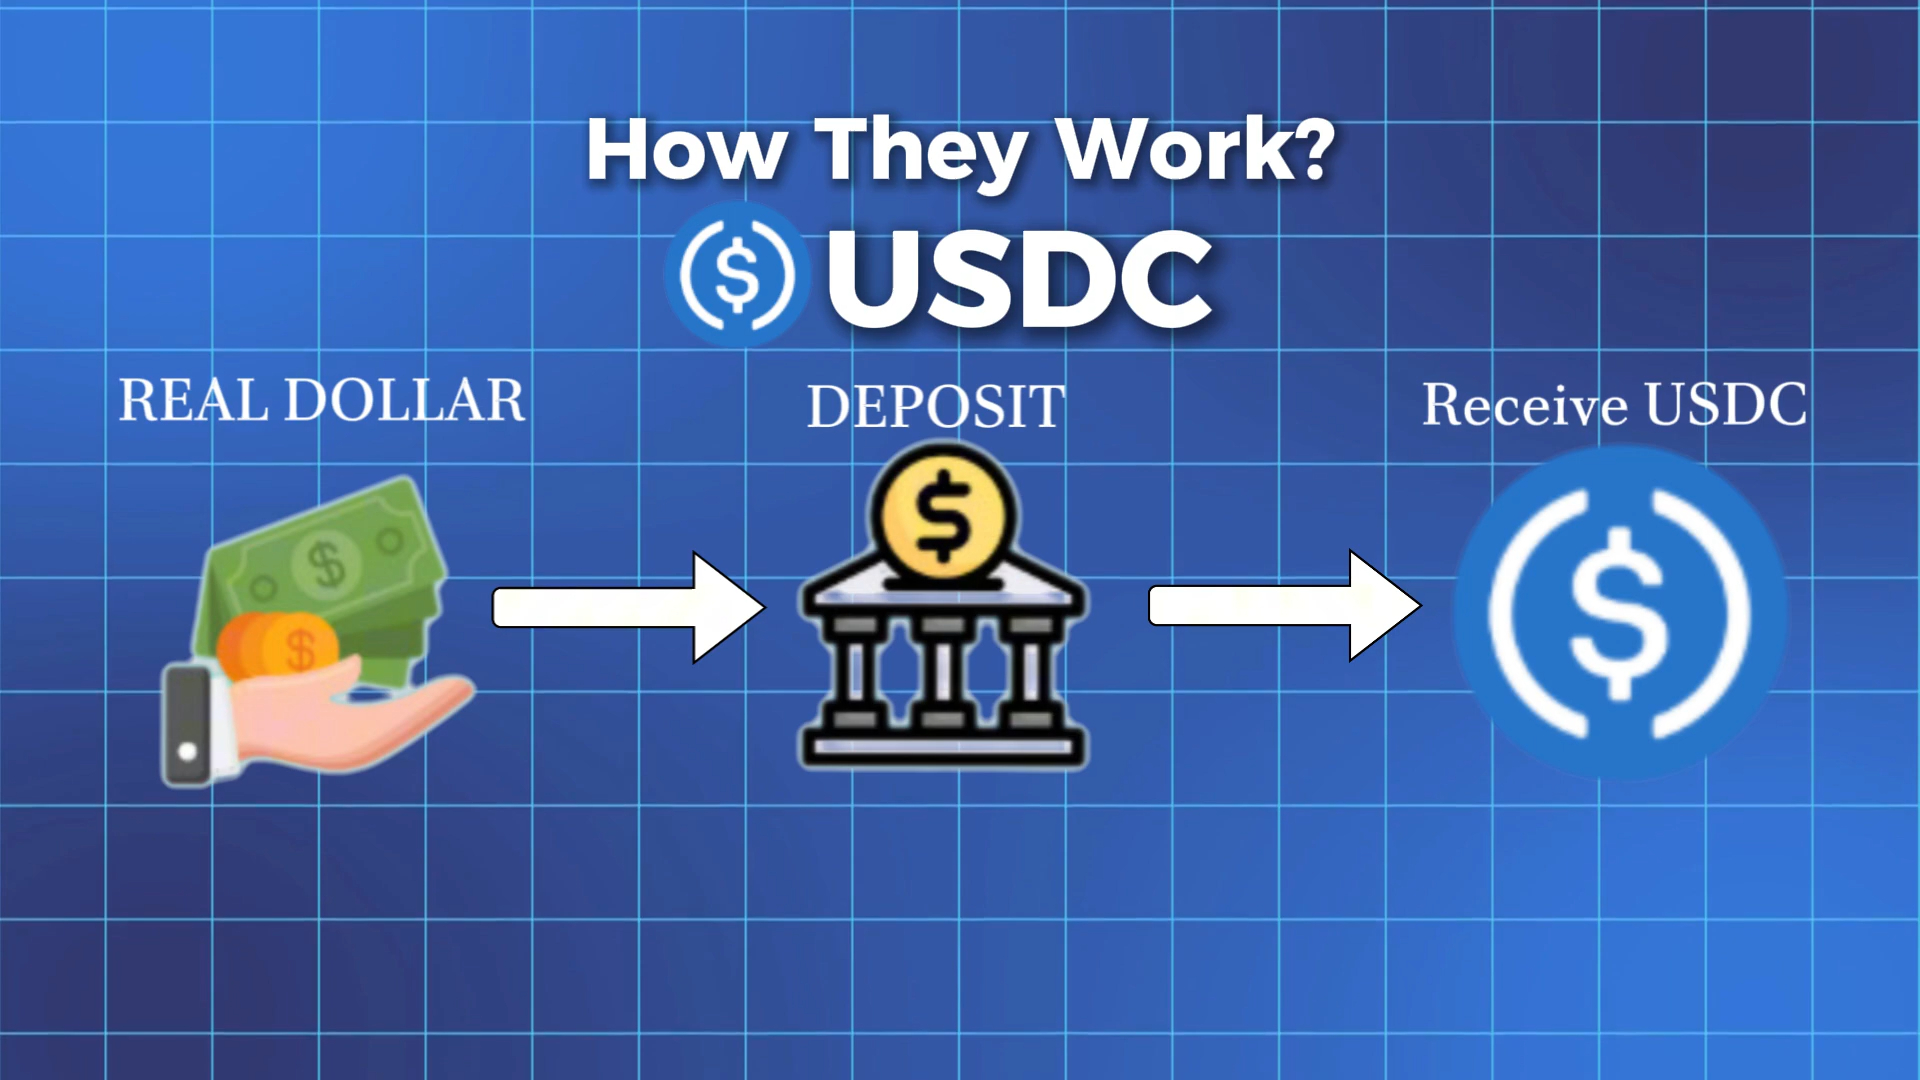 How They Work?
USDC
REAL DOLLAR
DEPOSIT
Receive USDC